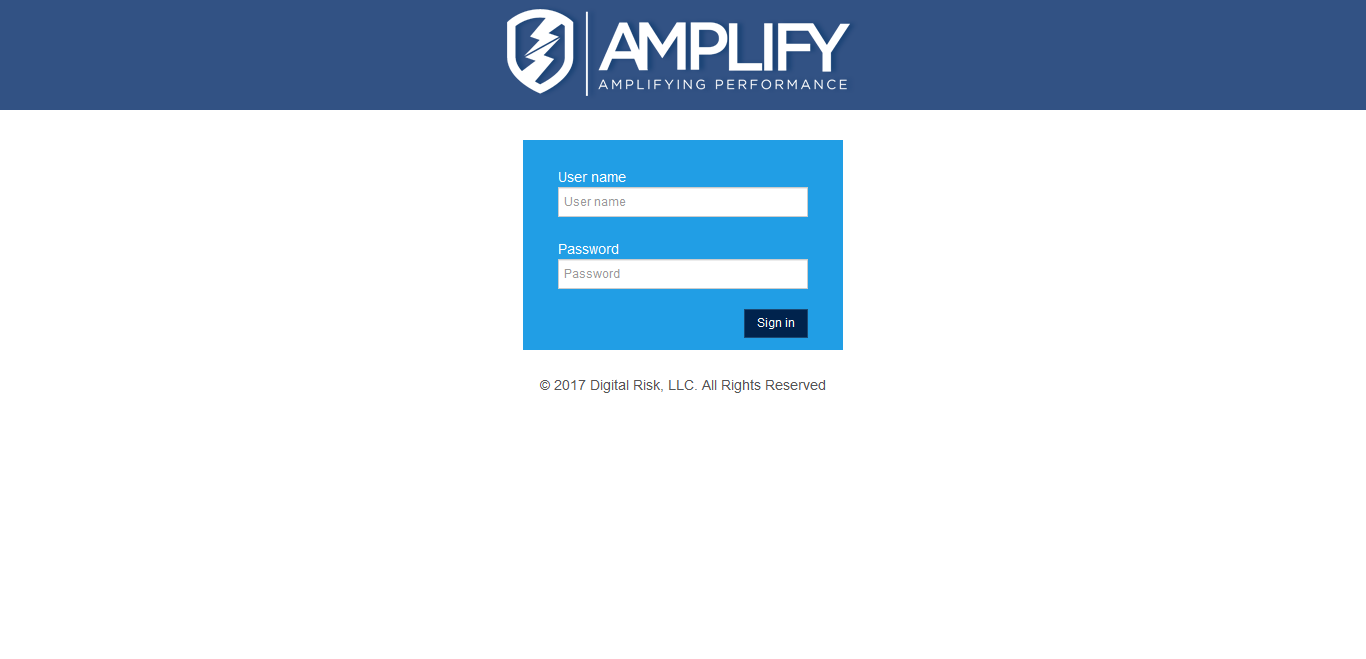 AMPLIFY
AMPLIFYING PERFORMANCE
User name
User name
Password
Password
Sign in
© 2017 Digital Risk, LLC. All Rights Reserved